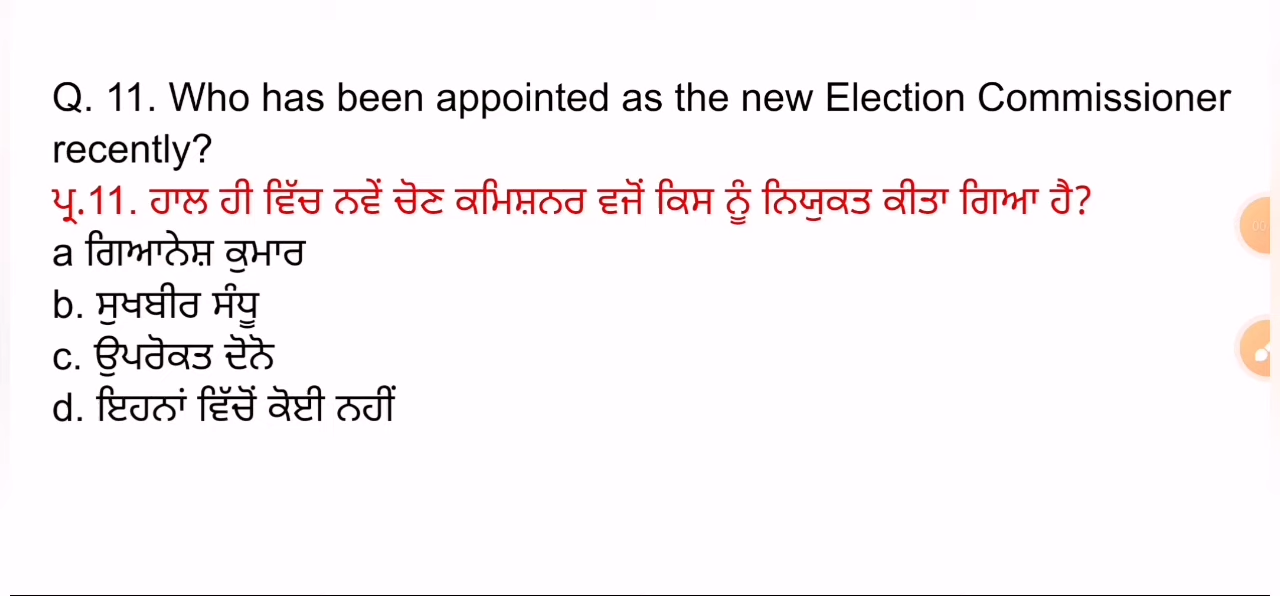 Q. 11. Who has been appointed as the new Election Commissioner
recently?
ਪ੍ਰ.11. ਹਾਲ ਹੀ ਵਿੱਚ ਨਵੇਂ ਚੋਣ ਕਮਿਸ਼ਨਰ ਵਜੋਂ ਕਿਸ ਨੂੰ ਨਿਯੁਕਤ ਕੀਤਾ ਗਿਆ ਹੈ?
a ਗਿਆਨੇਸ਼ ਕੁਮਾਰ
b. ਸੁਖਬੀਰ ਸੰਧੂ
c. ਉਪਰੋਕਤ ਦੋਨੋ
d. ਇਹਨਾਂ ਵਿੱਚੋਂ ਕੋਈ ਨਹੀਂ